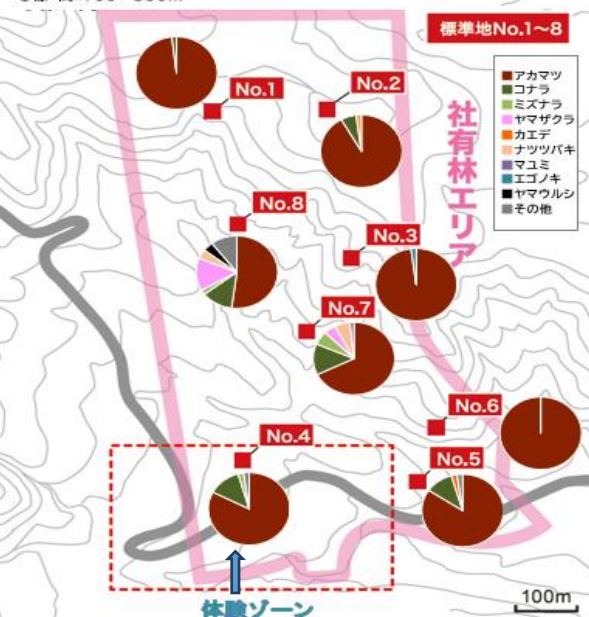 標準地No.1～8
No.1
No.2
アカマツ
コナラ
ミズナラ
ヤマザクラ
カエデ
ナツツバキ
マユミ
エゴノキ
ヤマウルシ
その他
社有林エリア
No.8
No.3
No.7
No.6
No.4
No.5
体験ゾーン
100m